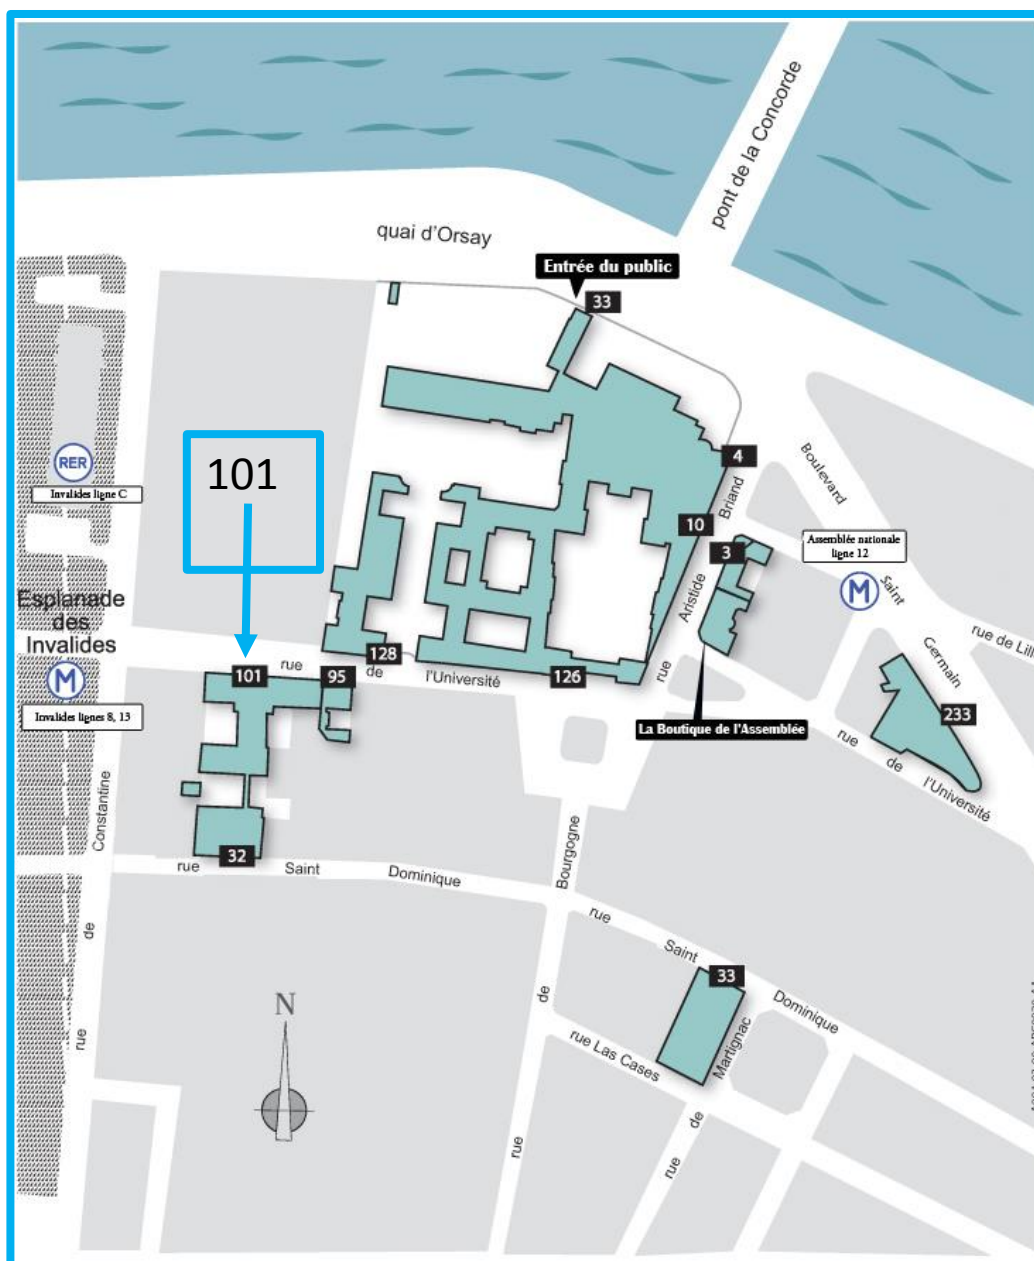 pont de la Concorde
quai d'Orsay
Entrée du public
33
4
Boulevard
Saint
Germain
RER
Invalides ligne C
101
10
Briand
Aristide
rue
3
Assemblée nationale
ligne 12
M
rue de Lill
Esplanade
des
Invalides
M
Invalides lignes 8, 13
101
rue
95
128
de
l'Université
126
La Boutique de l'Assemblée
233
rue
de
l'Université
Constantine
de
rue
32
rue
Saint
Dominique
Bourgogne
de
rue
rue
Saint
Dominique
33
Martignac
de
rue
rue Las Cases
N